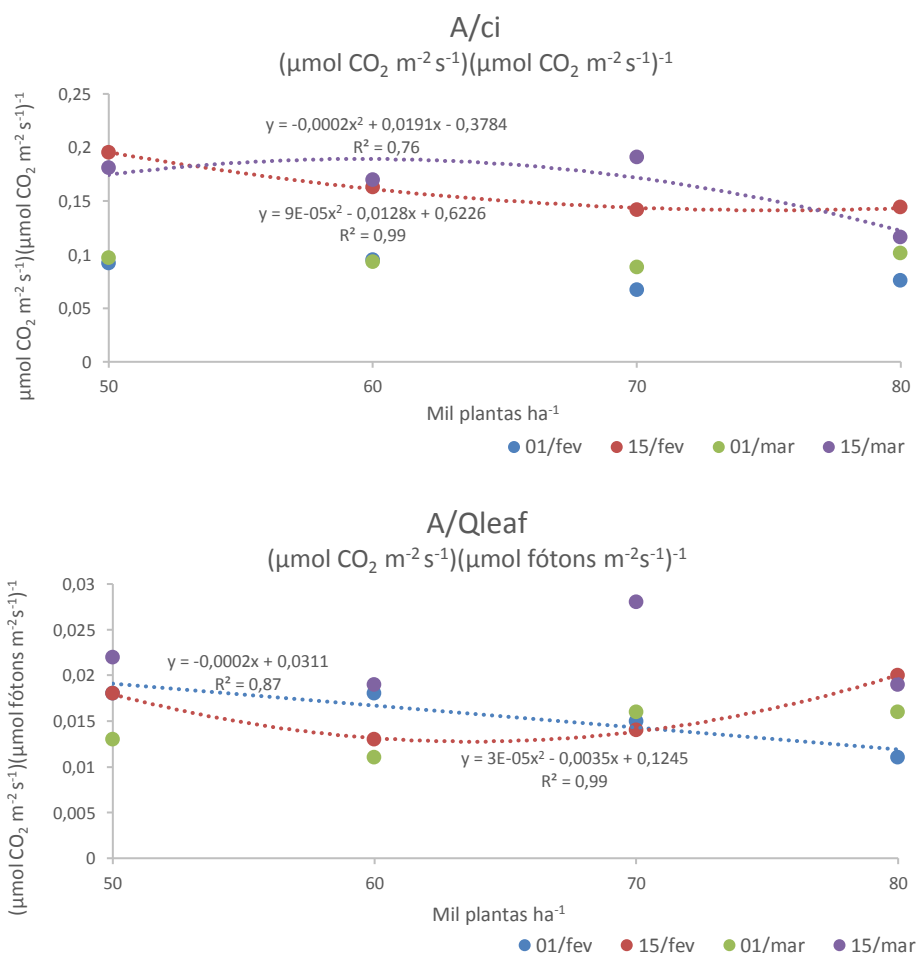 A/ci
(µmol CO₂ m⁻² s⁻¹)(µmol CO₂ m⁻² s⁻¹)⁻¹
µmol CO₂ m⁻² s⁻¹)(µmol CO₂ m⁻² s⁻¹)⁻¹
0,25
0,2
0,15
0,1
0,05
0
y = -0,0002x² + 0,0191x - 0,3784
R² = 0,76
y = 9E-05x² - 0,0128x + 0,6226
R² = 0,99
50 60 70 80
Mil plantas ha⁻¹
01/fev 15/fev 01/mar 15/mar
A/Qleaf
(µmol CO₂ m⁻² s⁻¹)(µmol fótons m⁻²s⁻¹)⁻¹
(µmol CO₂ m⁻² s⁻¹)(µmol fótons m⁻²s⁻¹)⁻¹
0,03
0,025
0,02
0,015
0,01
0,005
0
y = -0,0002x + 0,0311
R² = 0,87
y = 3E-05x² - 0,0035x + 0,1245
R² = 0,99
50 60 70 80
Mil plantas ha⁻¹
01/fev 15/fev 01/mar 15/mar